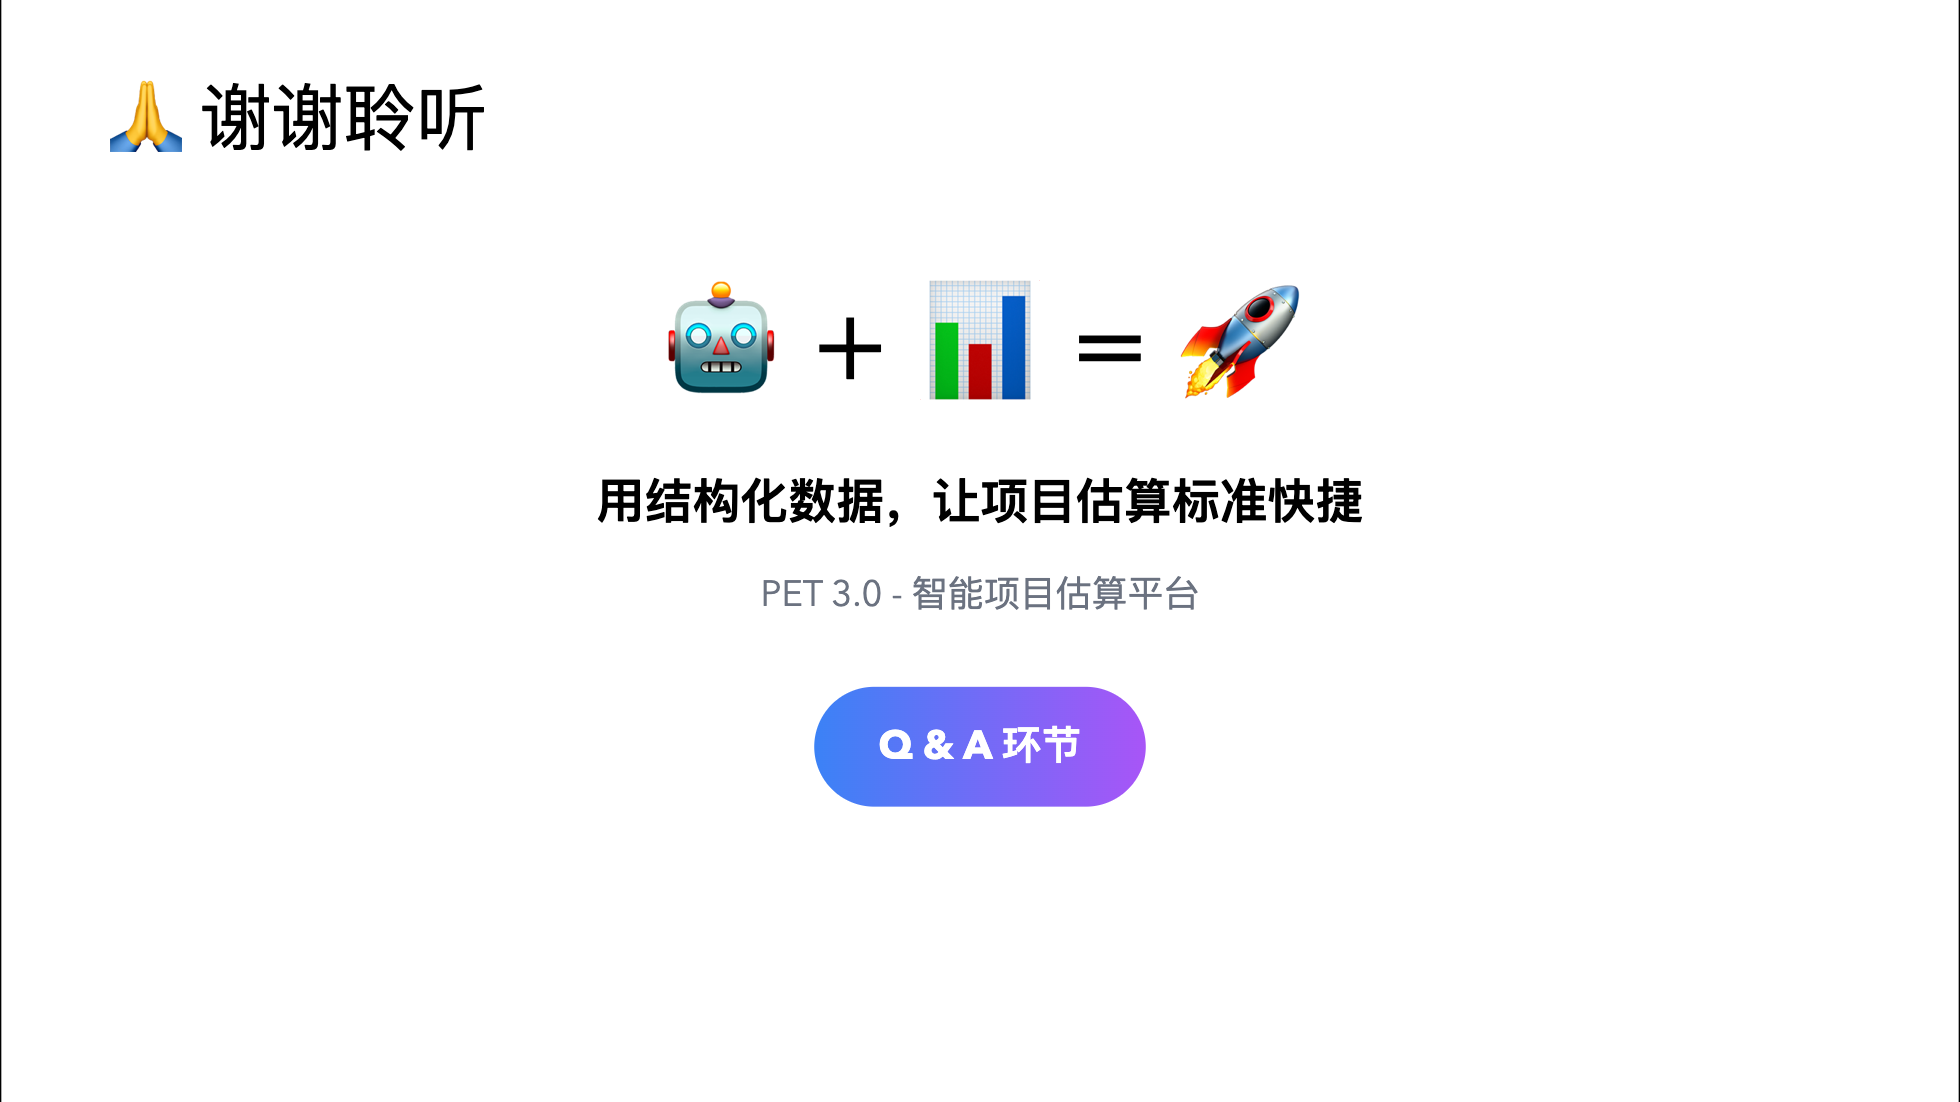 🙏 谢谢聆听
🤖 + 📊 = 🚀
用结构化数据，让项目估算标准快捷
PET 3.0 - 智能项目估算平台
Q & A 环节